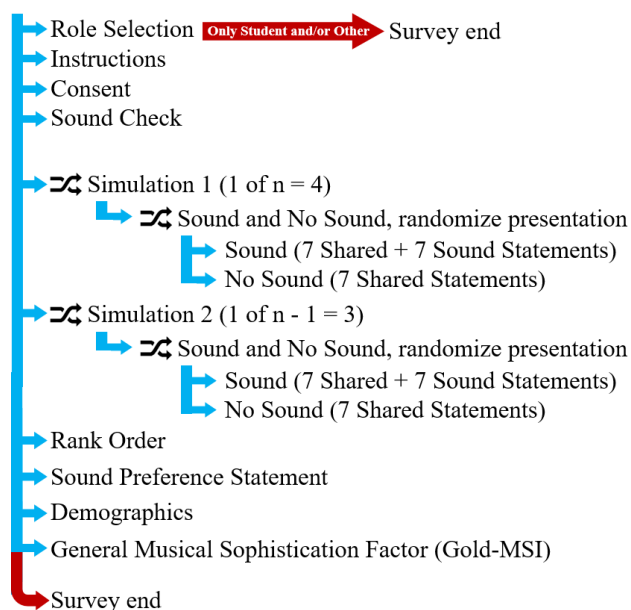 Role Selection Only Student and/or Other Survey end
Instructions
Consent
Sound Check
Simulation 1 (1 of n = 4)
Sound and No Sound, randomize presentation
Sound (7 Shared + 7 Sound Statements)
No Sound (7 Shared Statements)
Simulation 2 (1 of n - 1 = 3)
Sound and No Sound, randomize presentation
Sound (7 Shared + 7 Sound Statements)
No Sound (7 Shared Statements)
Rank Order
Sound Preference Statement
Demographics
General Musical Sophistication Factor (Gold-MSI)
Survey end